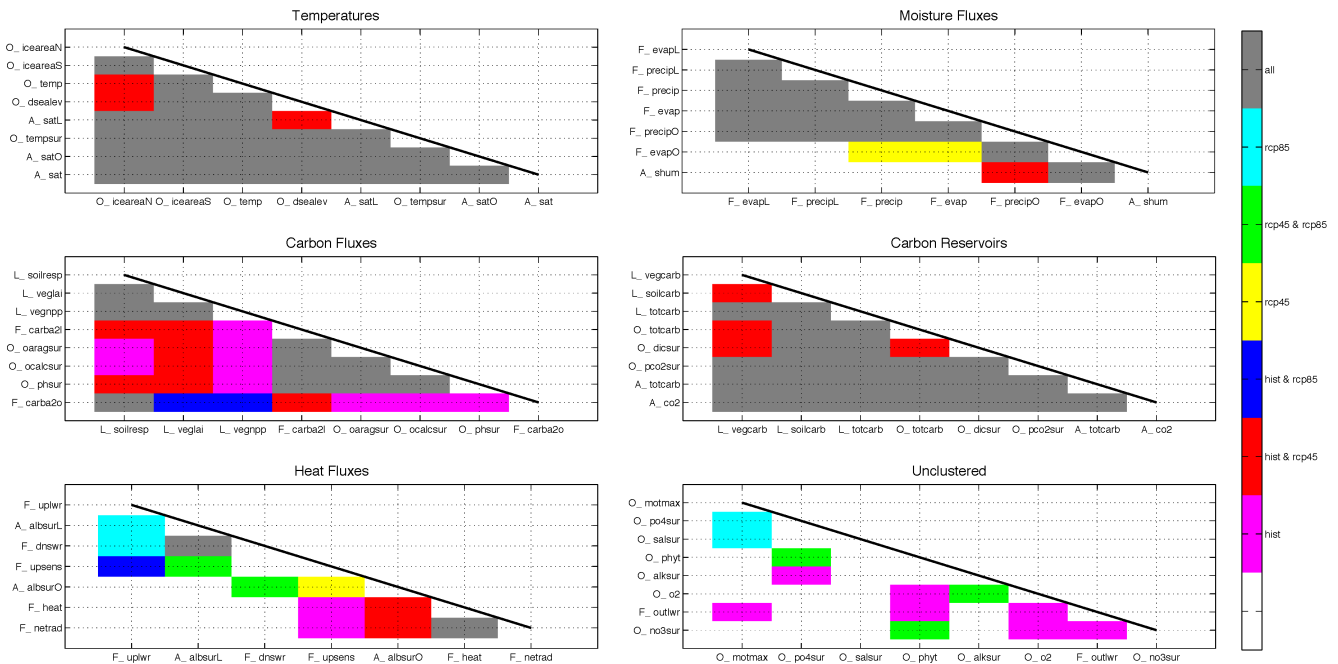 Temperatures
O_ iceareaN
O_ iceareaS
O_ temp
O_ dsealev
A_ satL
O_ tempsur
A_ satO
A_ sat
O_ iceareaN O_ iceareaS O_ temp O_ dsealev A_ satL O_ tempsur A_ satO A_ sat
Moisture Fluxes
F_ evapL
F_ precipL
F_ precip
F_ evap
F_ precipO
F_ evapO
A_ shum
F_ evapL F_ precipL F_ precip F_ evap F_ precipO F_ evapO A_ shum
Carbon Fluxes
L_ soilresp
L_ veglai
L_ vegnpp
F_ carba2l
O_ oaragsur
O_ ocalcsur
O_ phsur
F_ carba2o
L_ soilresp L_ veglai L_ vegnpp F_ carba2l O_ oaragsur O_ ocalcsur O_ phsur F_ carba2o
Carbon Reservoirs
L_ vegcarb
L_ soilcarb
L_ totcarb
O_ totcarb
O_ dicsur
O_ pco2sur
A_ totcarb
A_ co2
L_ vegcarb L_ soilcarb L_ totcarb O_ totcarb O_ dicsur O_ pco2sur A_ totcarb A_ co2
Heat Fluxes
F_ uplwr
A_ albsurL
F_ dnswr
F_ upsens
A_ albsurO
F_ heat
F_ netrad
F_ uplwr A_ albsurL F_ dnswr F_ upsens A_ albsurO F_ heat F_ netrad
Unclustered
O_ motmax
O_ po4sur
O_ salsur
O_ phyt
O_ alksur
O_ o2
F_ outlwr
O_ no3sur
O_ motmax O_ po4sur O_ salsur O_ phyt O_ alksur O_ o2 F_ outlwr O_ no3sur
all
rcp85
rcp45 & rcp85
rcp45
hist & rcp85
hist & rcp45
hist